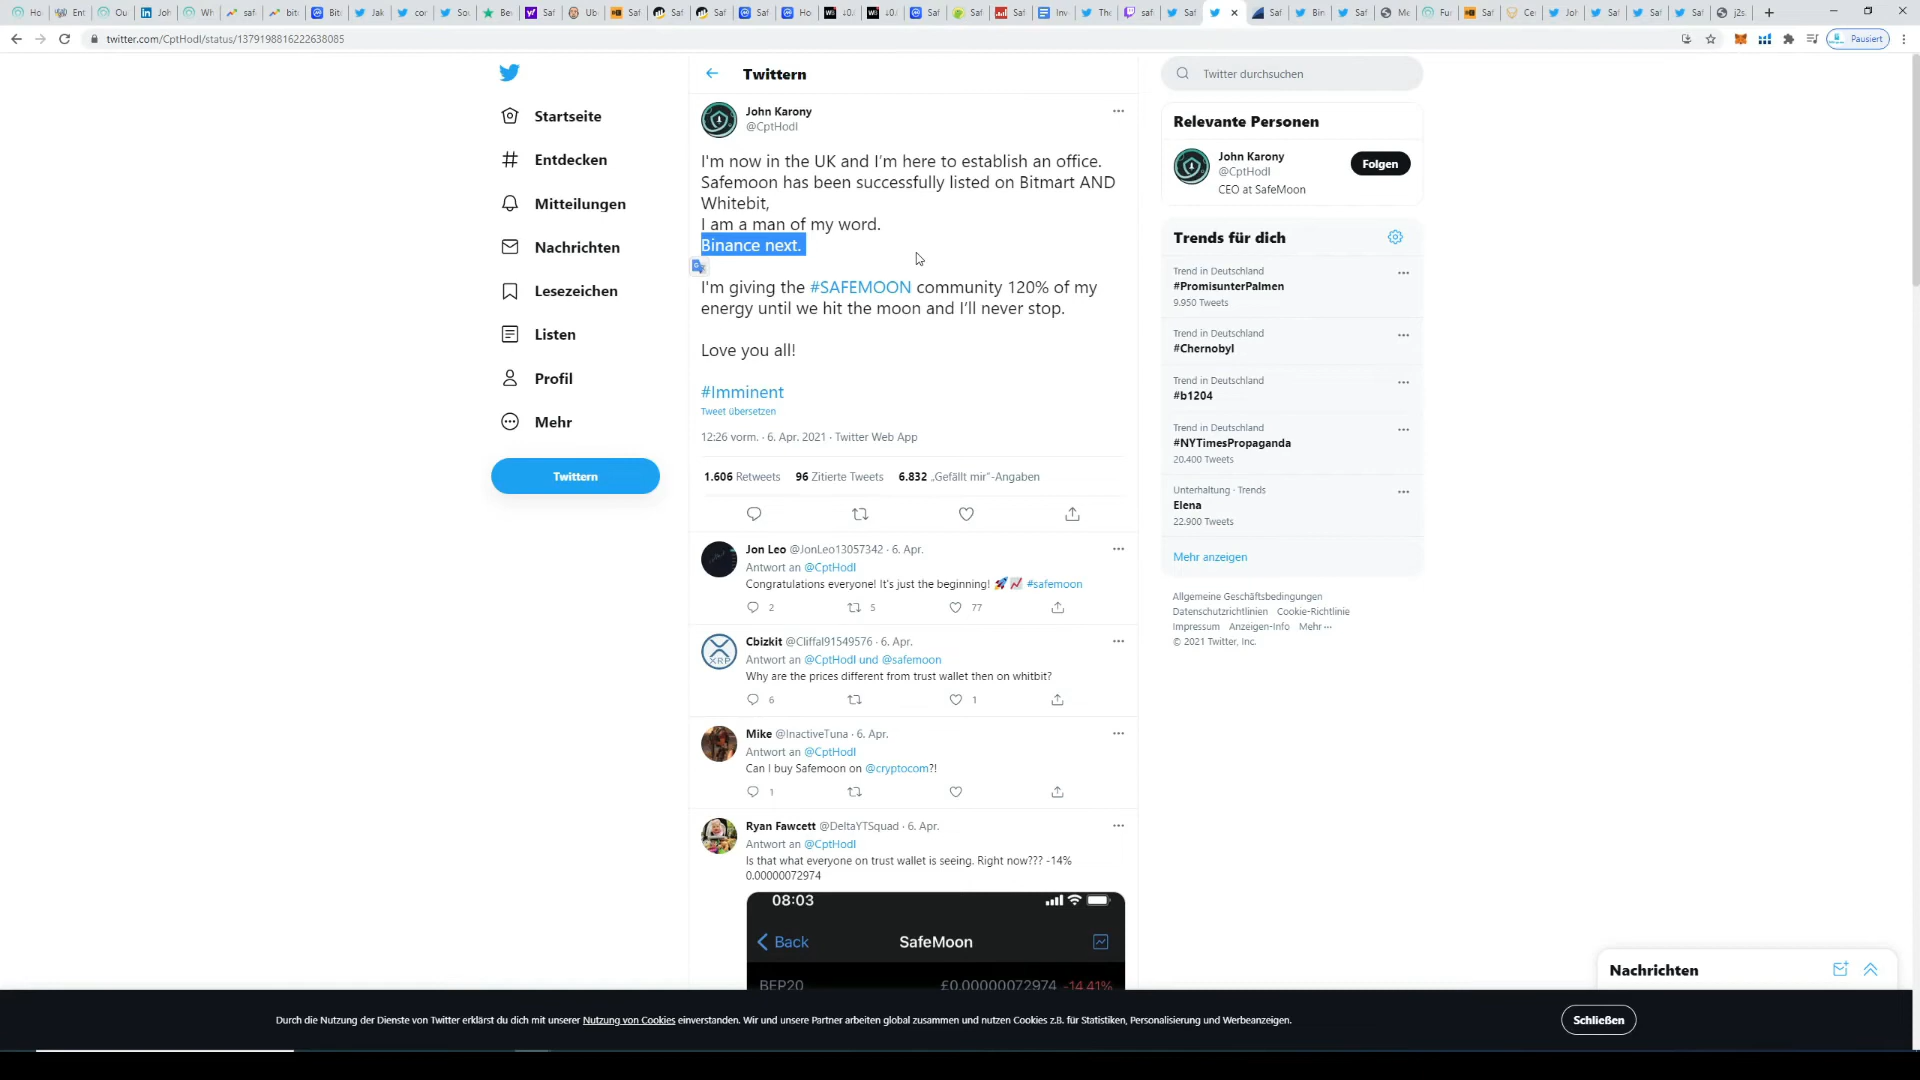 twitter.com/CptHodl/status/1379198816222638085
Pausiert
Startseite
Entdecken
Mitteilungen
Nachrichten
Lesezeichen
Listen
Profil
Mehr
Twittern
Twittern
John Karony
@CptHodl
I'm now in the UK and I'm here to establish an office.
Safemoon has been successfully listed on Bitmart AND
Whitebit,
I am a man of my word.
Binance next.
I'm giving the #SAFEMOON community 120% of my
energy until we hit the moon and I'll never stop.
Love you all!
#Imminent
Tweet übersetzen
12:26 vorm. · 6. Apr. 2021 · Twitter Web App
1.606 Retweets 96 Zitierte Tweets 6.832 „Gefällt mir"-Angaben
Jon Leo @JonLeo13057342 · 6. Apr.
Antwort an @CptHodl
Congratulations everyone! It's just the beginning! 🚀📈 #safemoon
2 5 77
Cbizkit @Cliffal91549576 · 6. Apr.
Antwort an @CptHodl und @safemoon
Why are the prices different from trust wallet then on whitbit?
6 1
XRP
Mike @InactiveTuna · 6. Apr.
Antwort an @CptHodl
Can I buy Safemoon on @cryptocom?!
1
Ryan Fawcett @DeltaYTSquad · 6. Apr.
Antwort an @CptHodl
Is that what everyone on trust wallet is seeing. Right now??? -14%
0.00000072974
08:03
Back SafeMoon
BEP20 £0.00000072974 -14.41%
Twitter durchsuchen
Relevante Personen
John Karony
@CptHodl
CEO at SafeMoon
Folgen
Trends für dich
Trend in Deutschland
#PromisunterPalmen
9.950 Tweets
Trend in Deutschland
#Chernobyl
Trend in Deutschland
#b1204
Trend in Deutschland
#NYTimesPropaganda
20.400 Tweets
Unterhaltung · Trends
Elena
22.900 Tweets
Mehr anzeigen
Allgemeine Geschäftsbedingungen
Datenschutzrichtlinien Cookie-Richtlinie
Impressum Anzeigen-Info Mehr ···
© 2021 Twitter, Inc.
Nachrichten
Durch die Nutzung der Dienste von Twitter erklärst du dich mit unserer Nutzung von Cookies einverstanden. Wir und unsere Partner arbeiten global zusammen und nutzen Cookies z.B. für Statistiken, Personalisierung und Werbeanzeigen.
Schließen